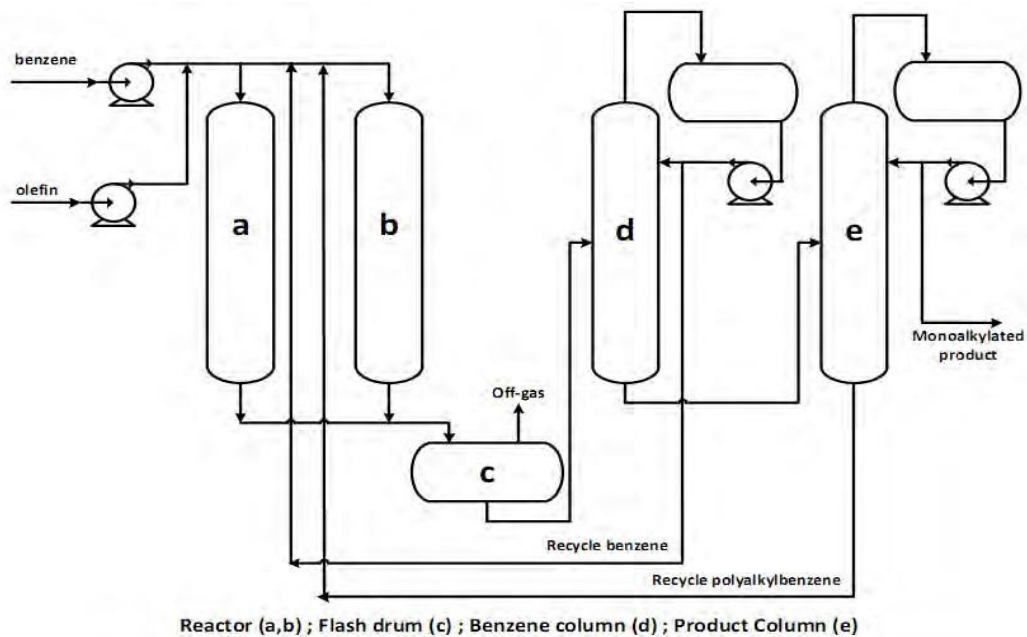 benzene
olefin
a
b
c
d
e
Off-gas
Monoalkylated
product
Recycle benzene
Recycle polyalkylbenzene
Reactor (a,b) ; Flash drum (c) ; Benzene column (d) ; Product Column (e)